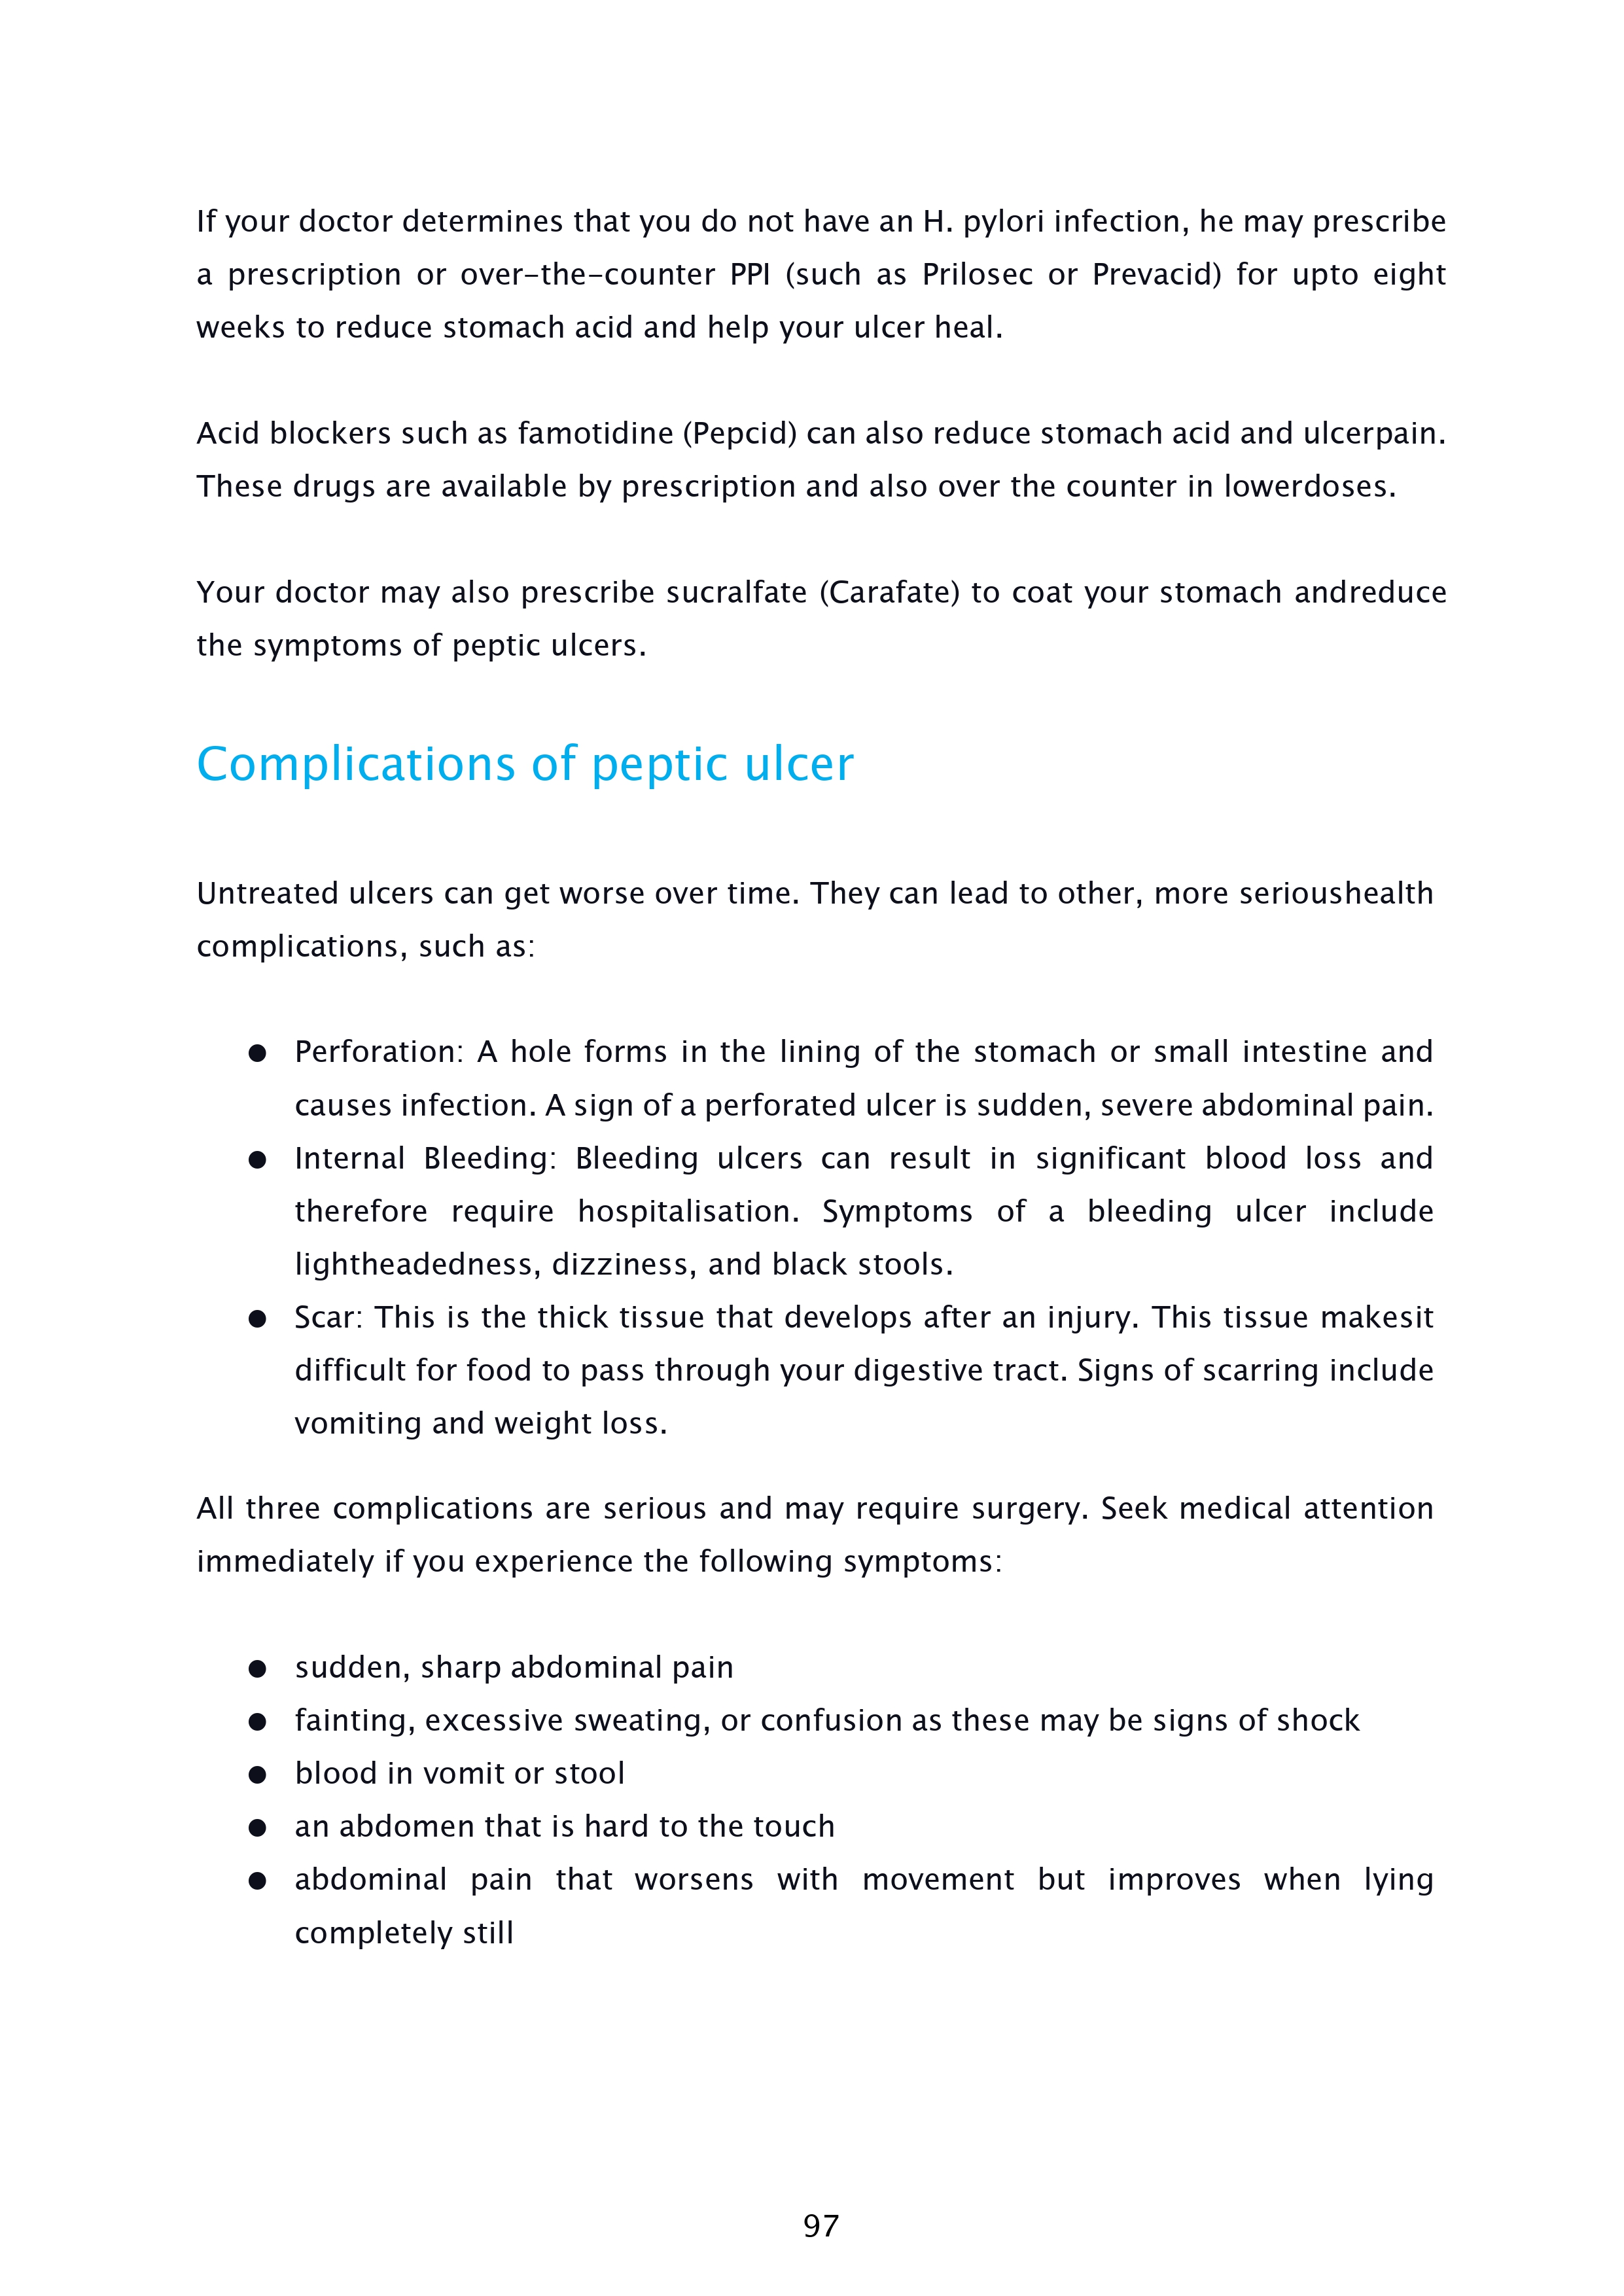 If your doctor determines that you do not have an H. pylori infection, he may prescribe
a prescription or over-the-counter PPI (such as Prilosec or Prevacid) for upto eight
weeks to reduce stomach acid and help your ulcer heal.
Acid blockers such as famotidine (Pepcid) can also reduce stomach acid and ulcerpain.
These drugs are available by prescription and also over the counter in lowerdoses.
Your doctor may also prescribe sucralfate (Carafate) to coat your stomach andreduce
the symptoms of peptic ulcers.
Complications of peptic ulcer
Untreated ulcers can get worse over time. They can lead to other, more serioushealth
complications, such as:
● Perforation: A hole forms in the lining of the stomach or small intestine and
causes infection. A sign of a perforated ulcer is sudden, severe abdominal pain.
● Internal Bleeding: Bleeding ulcers can result in significant blood loss and
therefore require hospitalisation. Symptoms of a bleeding ulcer include
lightheadedness, dizziness, and black stools.
● Scar: This is the thick tissue that develops after an injury. This tissue makesit
difficult for food to pass through your digestive tract. Signs of scarring include
vomiting and weight loss.
All three complications are serious and may require surgery. Seek medical attention
immediately if you experience the following symptoms:
● sudden, sharp abdominal pain
● fainting, excessive sweating, or confusion as these may be signs of shock
● blood in vomit or stool
● an abdomen that is hard to the touch
● abdominal pain that worsens with movement but improves when lying
completely still
97